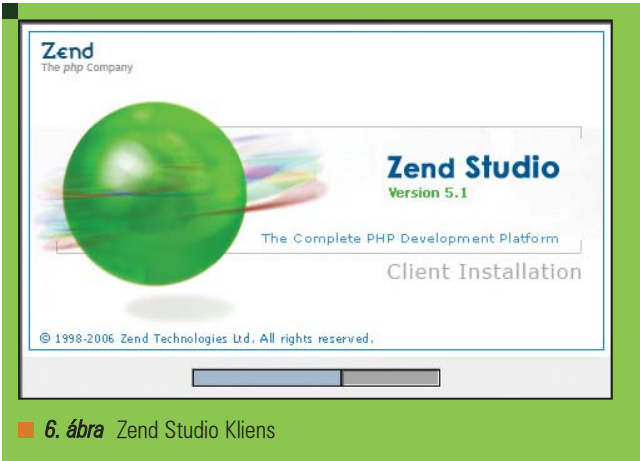 Zend
The php Company
Zend Studio
Version 5.1
The Complete PHP Development Platform
Client Installation
© 1998-2006 Zend Technologies Ltd. All rights reserved.
6. ábra Zend Studio Kliens